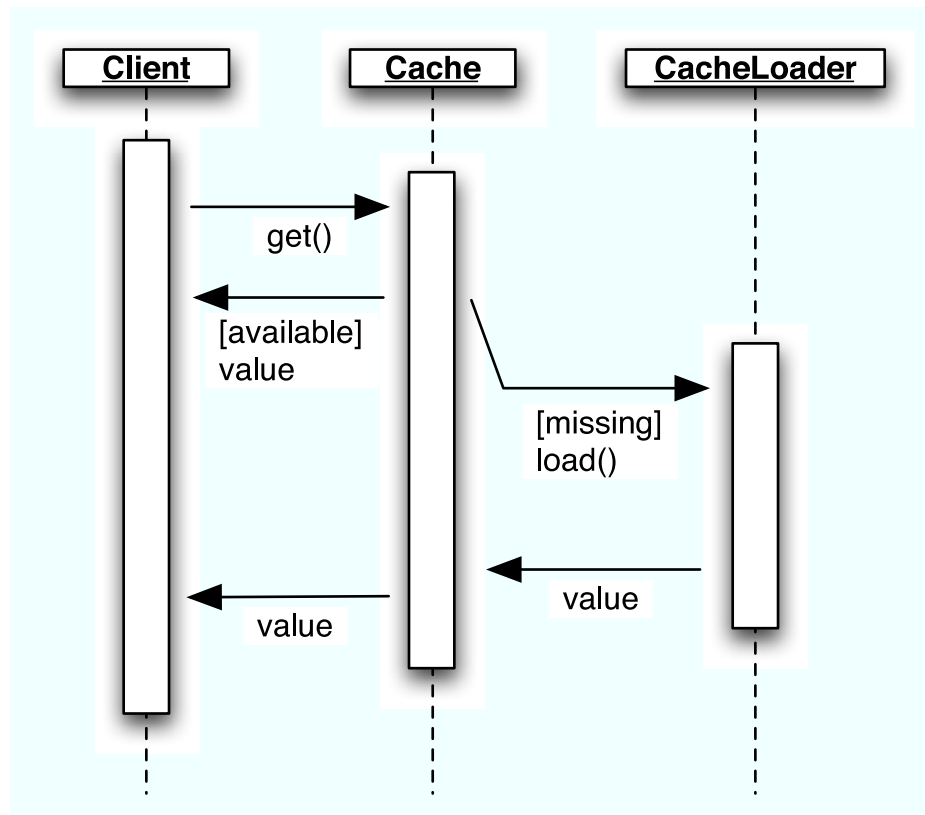 Client
Cache
CacheLoader
get()
[available]
value
[missing]
load()
value
value